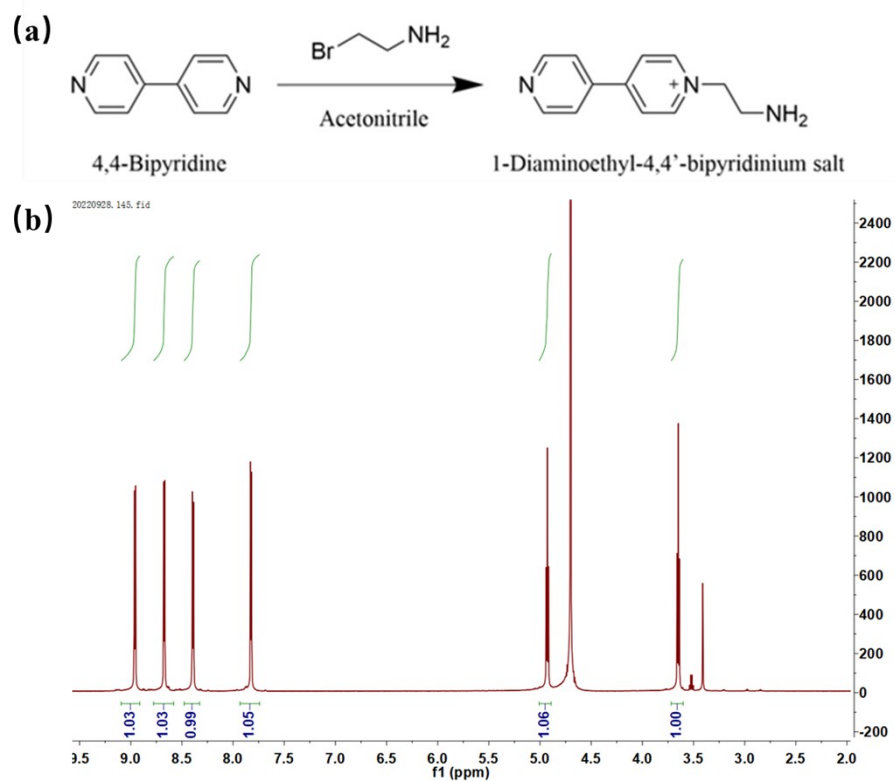 (a)
Br
NH2
N
N
Acetonitrile
N
N
+
NH2
4,4-Bipyridine
1-Diaminoethyl-4,4'-bipyridinium salt
(b)
20220928.145.fid
2400
2200
2000
1800
1600
1400
1200
1000
800
600
400
200
0
-200
1.03
1.03
0.99
1.05
1.06
1.00
9.5 9.0 8.5 8.0 7.5 7.0 6.5 6.0 5.5 5.0 4.5 4.0 3.5 3.0 2.5 2.0
f1 (ppm)